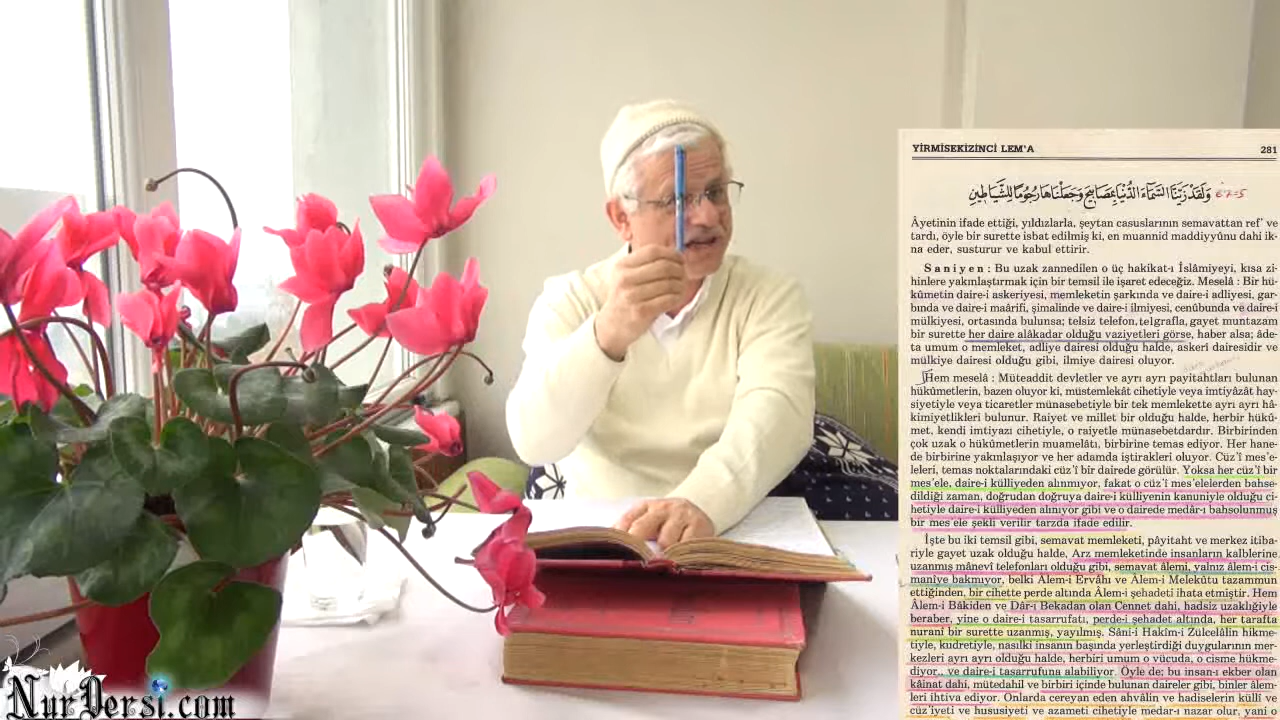 YİRMİSEKİZİNCİ LEM'A 281
وَلَقَدْ زَيَّنَّا السَّمَاءَ الدُّنْيَا بِمَصَابِيحَ وَجَعَلْنَاهَا رُجُومًا لِلشَّيَاطِينِ 67=5
Âyetinin ifade ettiği, yıldızlarla, şeytan casuslarının semavattan ref' ve
tardı, öyle bir surette isbat edilmiş ki, en muannid maddiyyûnu dahi ik-
na eder, susturur ve kabul ettirir.
Saniyen : Bu uzak zannedilen o üç hakikat-ı İslâmiyeyi, kısa zi-
hinlere yakınlaştırmak için bir temsil ile işaret edeceğiz. Meselâ : Bir hü-
kûmetin daire-i askeriyesi, memleketin şarkında ve daire-i adliyesi, gar-
bında ve daire-i maârifi, şimalinde ve daire-i ilmiyesi, cenûbunda ve daire-i
mülkiyesi, ortasında bulunsa; telsiz telefon, telgrafla, gayet muntazam
bir surette her daire alâkadar olduğu vaziyetleri görse, haber alsa; âde-
ta umum o memleket, adliye dairesi olduğu halde, askerî dairesidir ve
mülkiye dairesi olduğu gibi, ilmiye dairesi oluyor.
Hem meselâ : Müteaddit devletler ve ayrı ayrı payitahtları bulunan
hükûmetlerin, bazen oluyor ki, müstemlekât cihetiyle veya imtiyâzât hay-
siyetiyle veya ticaretler münasebetiyle bir tek memlekette ayrı ayrı hâ-
kimiyetlikleri bulunur. Raiyet ve millet bir olduğu halde, herbir hükû-
met, kendi imtiyazı cihetiyle, o raiyetle münasebetdardır. Birbirinden
çok uzak o hükûmetlerin muamelâtı, birbirine temas ediyor. Her hane-
de birbirine yakınlaşıyor ve her adamda iştirakleri oluyor. Cüz'î mes'e-
leleri, temas noktalarındaki cüz'î bir dairede görülür. Yoksa her cüz'î bir
mes'ele, daire-i külliyeden alınmıyor, fakat o cüz'î mes'elelerden bahse-
dildiği zaman, doğrudan doğruya daire-i külliyenin kanuniyle olduğu ci-
hetiyle daire-i külliyeden alınıyor gibi ve o dairede medâr-ı bahsolunmuş
bir mes'ele şekli verilir tarzda ifade edilir.
İşte bu iki temsil gibi, semavat memleketi, pâyitaht ve merkez itiba-
riyle gayet uzak olduğu halde, Arz memleketinde insanların kalblerine
uzanmış mânevî telefonları olduğu gibi, semavat âlemi, yalnız âlem-i cis-
maniye bakmıyor, belki Âlem-i Ervâhı ve Âlem-i Melekûtu tazammun
ettiğinden, bir cihette perde altında Âlem-i şehadeti ihata etmiştir. Hem
Âlem-i Bâkiden ve Dâr-ı Bekadan olan Cennet dahi, hadsiz uzaklığiyle
beraber, yine o daire-i tasarrufatı, perde-i şehadet altında, her tarafta
nuranî bir surette uzanmış, yayılmış. Sâni-i Hakîm-i Zülcelâlin hikme-
tiyle, kudretiyle, nasılki insanın başında yerleştirdiği duygularının mer-
kezleri ayrı ayrı olduğu halde, herbiri umum o vücuda, o cisme hükme-
diyor., ve daire-i tasarrufuna alabiliyor. Öyle de; bu insan-ı ekber olan
kâinat dahi, mütedahil ve birbiri içinde bulunan daireler gibi, binler âlem-
leri ihtiva ediyor. Onlarda cereyan eden ahvâlin ve hadiselerin küllî ve
cüz'iyeti ve hususiyeti ve azameti cihetiyle medar-ı nazar olur, yani o
NurDersi.com